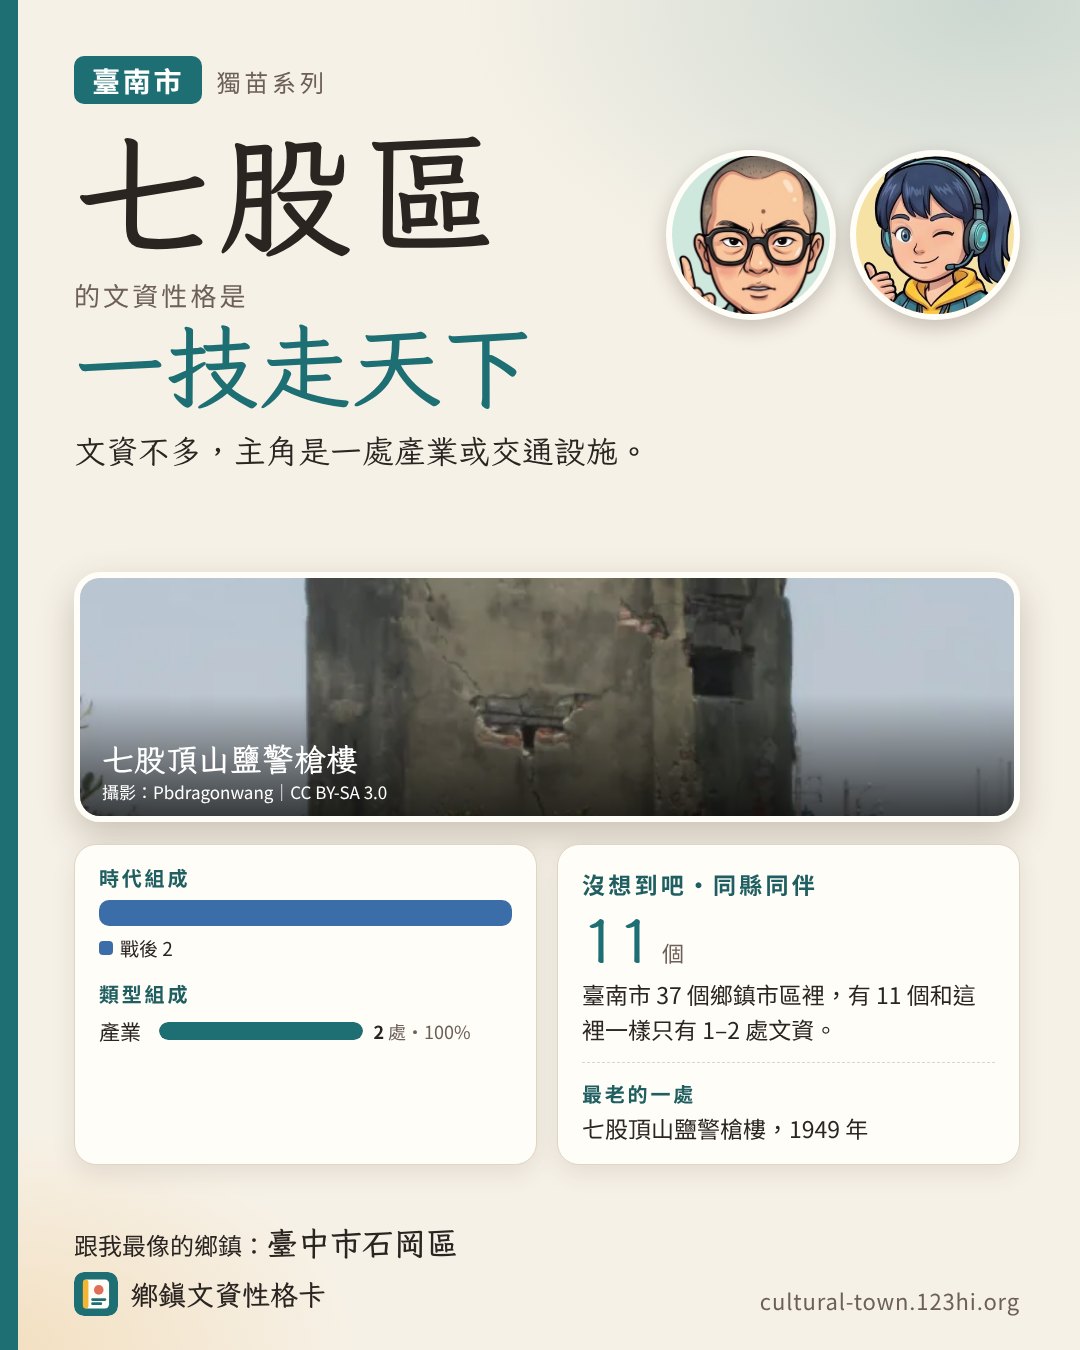 臺南市 獨苗系列
七股區
的文資性格是
一技走天下
文資不多，主角是一處產業或交通設施。
七股頂山鹽警槍樓
攝影：Pbdragonwang｜CC BY-SA 3.0
時代組成
戰後 2
類型組成
產業 2 處・100%
沒想到吧・同縣同伴
11 個
臺南市 37 個鄉鎮市區裡，有 11 個和這
裡一樣只有 1–2 處文資。
最老的一處
七股頂山鹽警槍樓，1949 年
跟我最像的鄉鎮：臺中市石岡區
鄉鎮文資性格卡
cultural-town.123hi.org